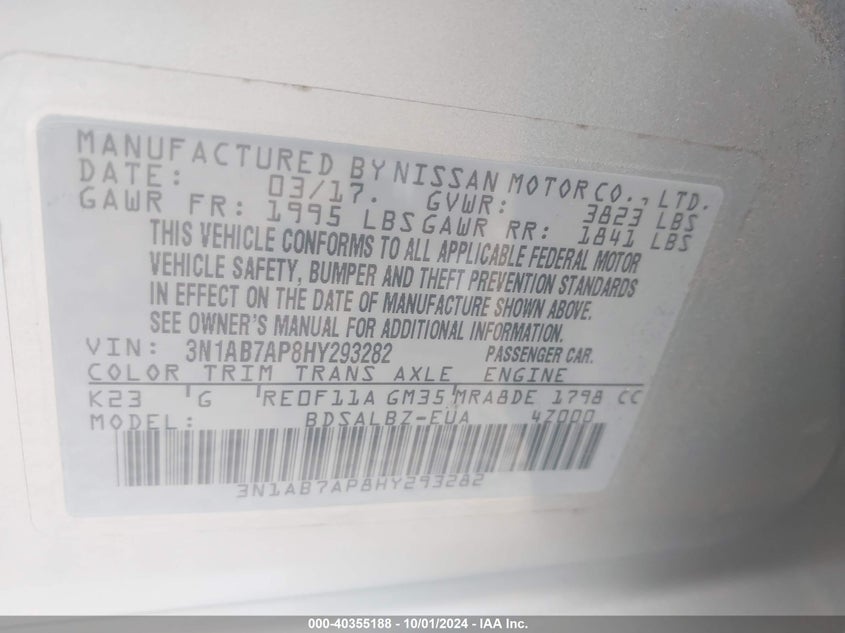 MANUFACTURED BY NISSAN MOTOR CO., LTD.
DATE: 03/17. GVWR: 3823 LBS
GAWR FR: 1995 LBS GAWR RR: 1841 LBS
THIS VEHICLE CONFORMS TO ALL APPLICABLE FEDERAL MOTOR
VEHICLE SAFETY, BUMPER AND THEFT PREVENTION STANDARDS
IN EFFECT ON THE DATE OF MANUFACTURE SHOWN ABOVE.
SEE OWNER'S MANUAL FOR ADDITIONAL INFORMATION.
VIN: 3N1AB7AP8HY293282 PASSENGER CAR.
COLOR TRIM TRANS AXLE ENGINE
K23 G RE0F11A GM35 MRA8DE 1798 CC
MODEL: BDSALBZ-EUA 4Z000
3N1AB7AP8HY293282
000-40355188 - 10/01/2024 - IAA Inc.